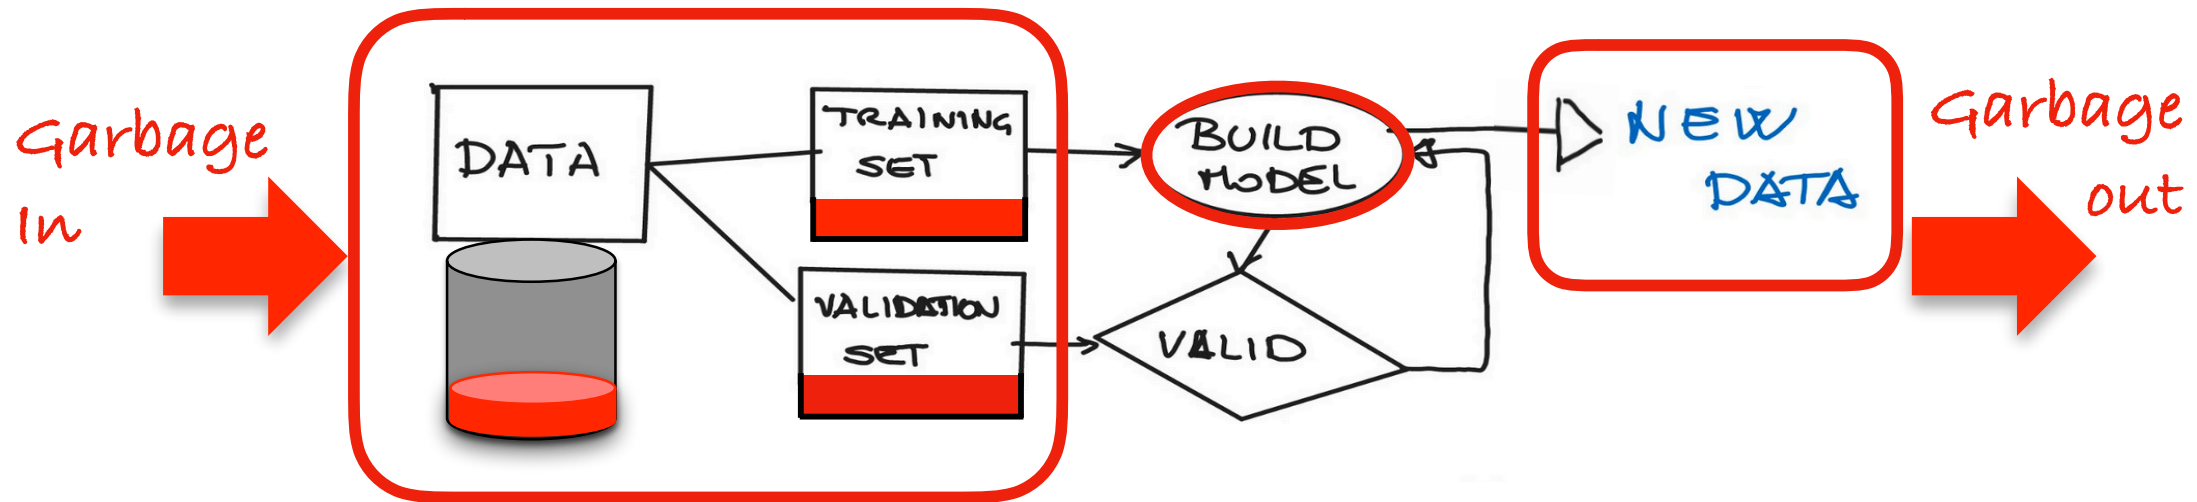 Garbage
In
DATA
TRAINING
SET
VALIDATION
SET
BUILD
MODEL
VALID
NEW
DATA
Garbage
out